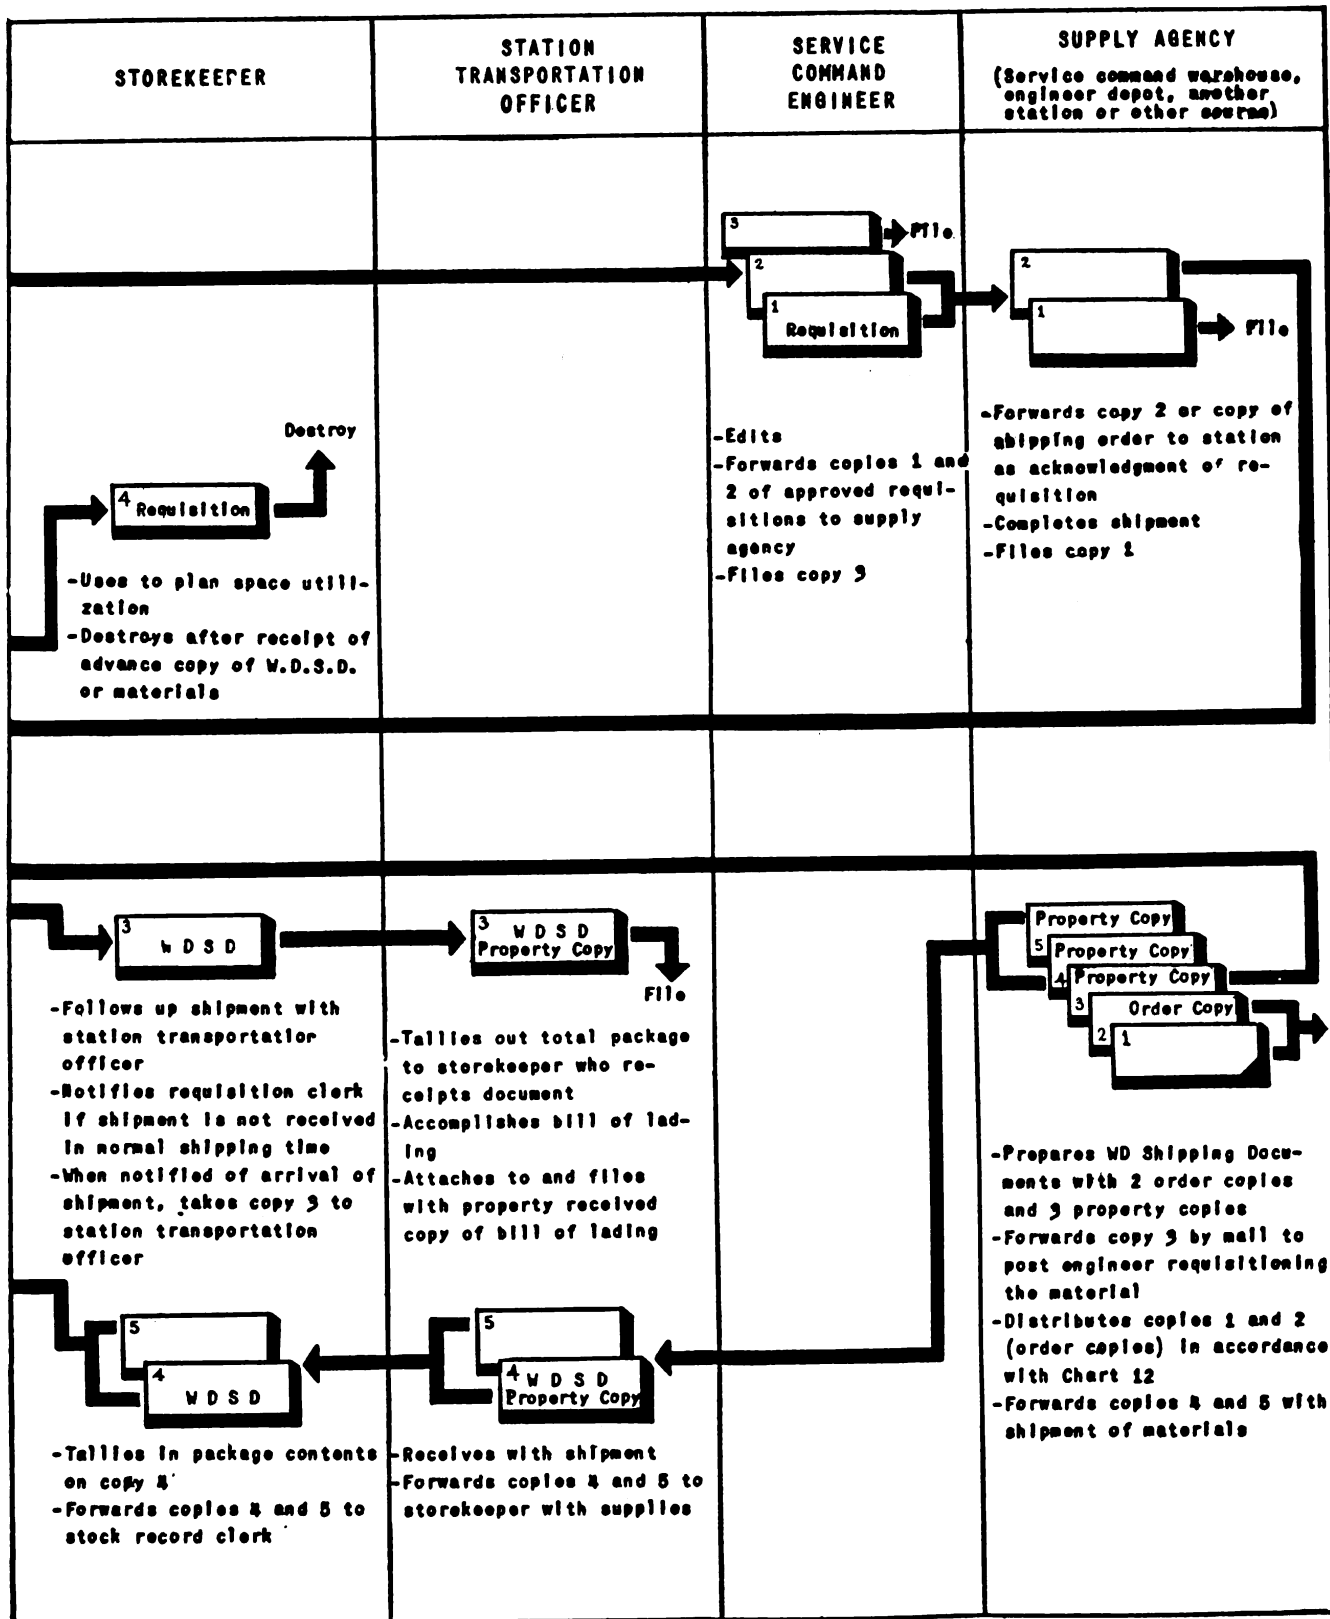 STOREKEEPER
STATION
TRANSPORTATION
OFFICER
SERVICE
COMMAND
ENGINEER
SUPPLY AGENCY
(Service command warehouse,
engineer depot, another
station or other source)
3
File
2
1
Requisition
2
1
File
-Edits
-Forwards copies 1 and
2 of approved requi-
sitions to supply
agency
-Files copy 3
-Forwards copy 2 or copy of
shipping order to station
as acknowledgment of re-
quisition
-Completes shipment
-Files copy 1
Destroy
4 Requisition
-Uses to plan space utili-
zation
-Destroys after receipt of
advance copy of W.D.S.D.
or materials
3
W D S D
3
W D S D
Property Copy
File
Property Copy
5 Property Copy
4 Property Copy
3 Order Copy
2 1
-Follows up shipment with
station transportation
officer
-Notifies requisition clerk
if shipment is not received
in normal shipping time
-When notified of arrival of
shipment, takes copy 3 to
station transportation
officer
-Tallies out total package
to storekeeper who re-
ceipts document
-Accomplishes bill of lad-
ing
-Attaches to and files
with property received
copy of bill of lading
-Prepares WD Shipping Docu-
ments with 2 order copies
and 3 property copies
-Forwards copy 3 by mail to
post engineer requisitioning
the material
-Distributes copies 1 and 2
(order copies) in accordance
with Chart 12
-Forwards copies 4 and 5 with
shipment of materials
5
4
W D S D
5
4 W D S D
Property Copy
-Tallies in package contents
on copy 4
-Forwards copies 4 and 5 to
stock record clerk
-Receives with shipment
-Forwards copies 4 and 5 to
storekeeper with supplies